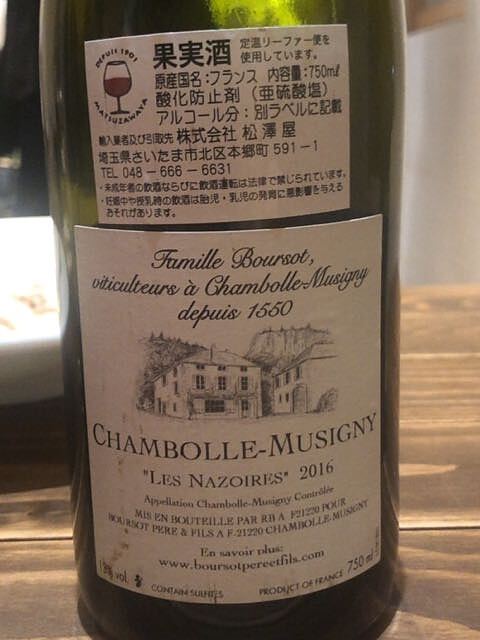 DEPUIS 1901
MATSUZAWAYA
果実酒 定温リーファー便を
使用しています。
原産国名：フランス 内容量：750mℓ
酸化防止剤（亜硫酸塩）
アルコール分：別ラベルに記載
輸入業者及び引取先 株式会社 松澤屋
埼玉県さいたま市北区本郷町 591-1
TEL 048-666-6631
・未成年者の飲酒ならびに飲酒運転は法律で禁じられています。
・妊娠中や授乳時の飲酒は胎児・乳児の発育に悪影響を与える
おそれがあります。
Famille Boursot,
viticulteurs à Chambolle-Musigny
depuis 1550
CHAMBOLLE-MUSIGNY
"LES NAZOIRES" 2016
Appellation Chambolle-Musigny Contrôlée
MIS EN BOUTEILLE PAR RB A F21220 POUR
BOURSOT PERE & FILS A F-21220 CHAMBOLLE-MUSIGNY
En savoir plus:
www.boursotpereetfils.com
13% vol. 750 ml
CONTAIN SULFITES PRODUCT OF FRANCE